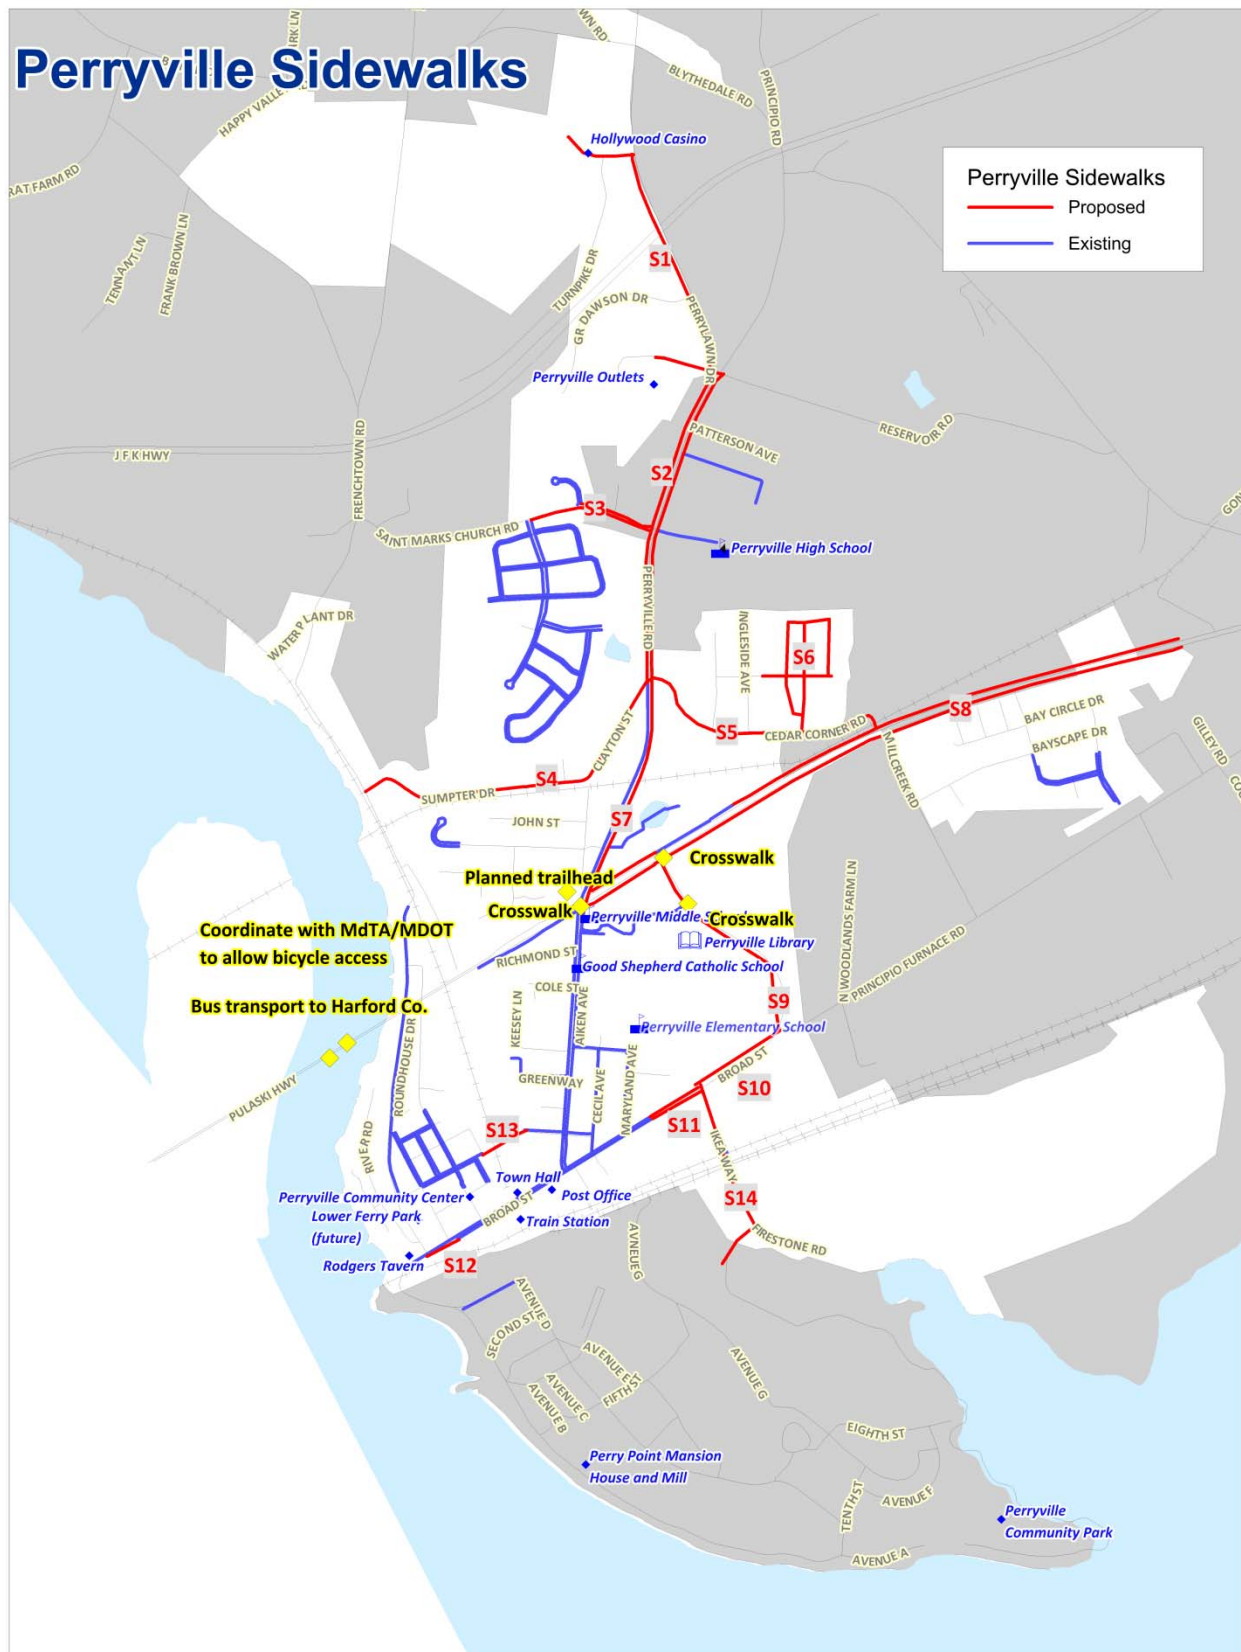 Perryville Sidewalks
BLYTHEDALE RD
PRINCIPIO RD
HAPPY VALLE
RAT FARM RD
TENNANT LN
FRANK BROWN LN
Hollywood Casino
Perryville Sidewalks
Proposed
Existing
S1
TURNPIKE DR
GR DAWSON DR
PERRYLAWN DR
Perryville Outlets
PATTERSON AVE
RESERVOIR RD
J F K HWY
FRENCHTOWN RD
S2
S3
SAINT MARKS CHURCH RD
Perryville High School
PERRYVILLE RD
WATER PLANT DR
INGLESIDE AVE
S6
S8
BAY CIRCLE DR
BAYSCAPE DR
GILLEY RD
S5
CEDAR CORNER RD
MILLCREEK RD
CLAYTON ST
S4
SUMPTER DR
JOHN ST
S7
Crosswalk
Planned trailhead
Crosswalk
Perryville Middle
Crosswalk
Coordinate with MdTA/MDOT
to allow bicycle access
Perryville Library
RICHMOND ST
Good Shepherd Catholic School
N WOODLANDS FARM LN
PRINCIPIO FURNACE RD
COLE ST
S9
Bus transport to Harford Co.
KEESEY LN
AIKEN AVE
Perryville Elementary School
ROUNDHOUSE DR
PULASKI HWY
GREENWAY
CECIL AVE
MARYLAND AVE
BROAD ST
S10
S11
S13
IKEA WAY
RIVER RD
Town Hall
Perryville Community Center
Post Office
S14
Lower Ferry Park
(future)
BROAD ST
Train Station
FIRESTONE RD
Rodgers Tavern
S12
AVNEUE G
AVENUE D
SECOND ST
AVENUE E
FIFTH ST
AVENUE C
AVENUE B
AVENUE G
EIGHTH ST
Perry Point Mansion
House and Mill
TENTH ST
AVENUE F
Perryville
Community Park
AVENUE A